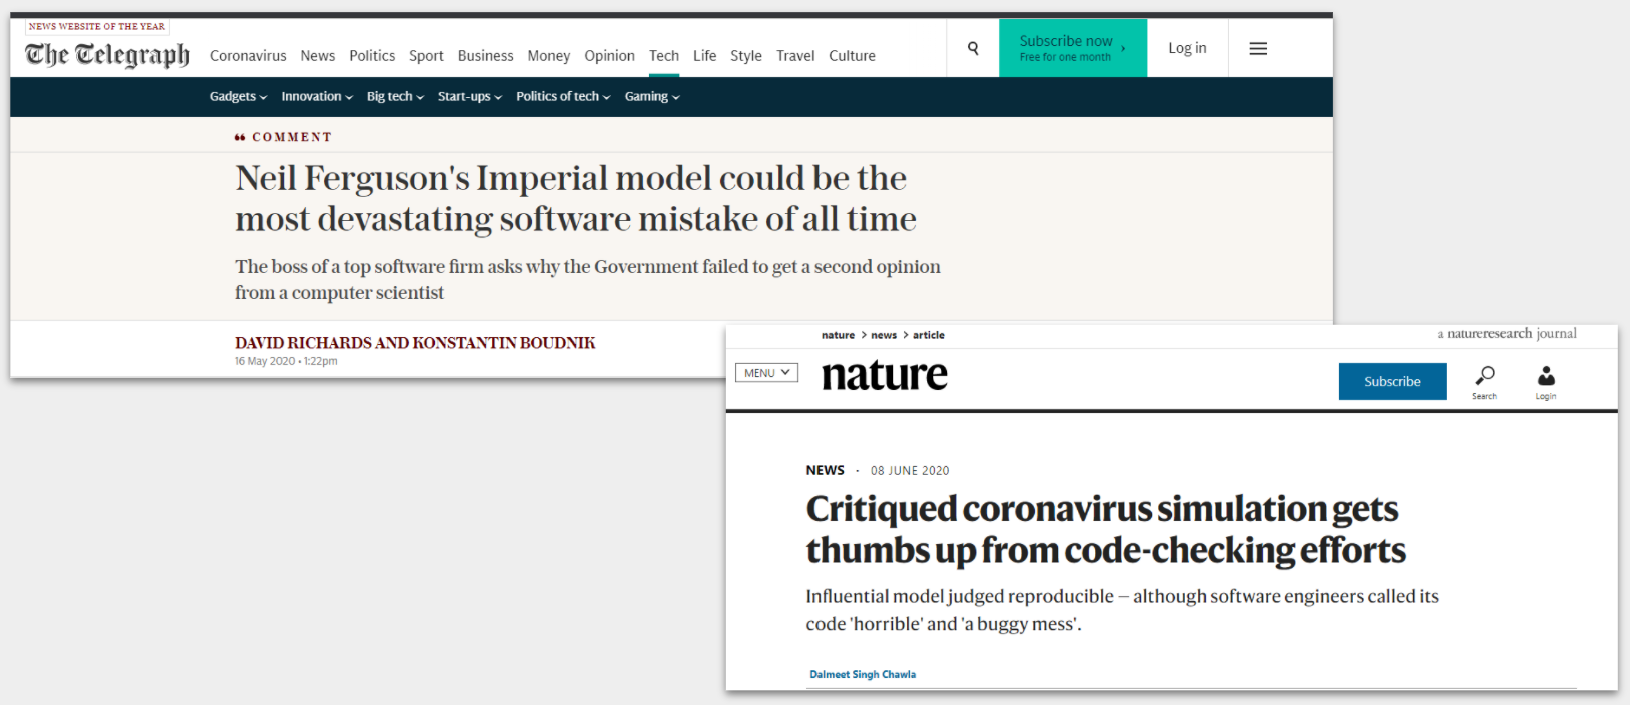 NEWS WEBSITE OF THE YEAR
The Telegraph
Coronavirus News Politics Sport Business Money Opinion Tech Life Style Travel Culture
Subscribe now
Free for one month
Log in
Gadgets Innovation Big tech Start-ups Politics of tech Gaming
COMMENT
Neil Ferguson's Imperial model could be the
most devastating software mistake of all time
The boss of a top software firm asks why the Government failed to get a second opinion
from a computer scientist
DAVID RICHARDS AND KONSTANTIN BOUDNIK
16 May 2020 • 1:22pm
nature > news > article
a natureresearch journal
MENU
nature
Subscribe
Search
Login
NEWS · 08 JUNE 2020
Critiqued coronavirus simulation gets
thumbs up from code-checking efforts
Influential model judged reproducible — although software engineers called its
code 'horrible' and 'a buggy mess'.
Dalmeet Singh Chawla